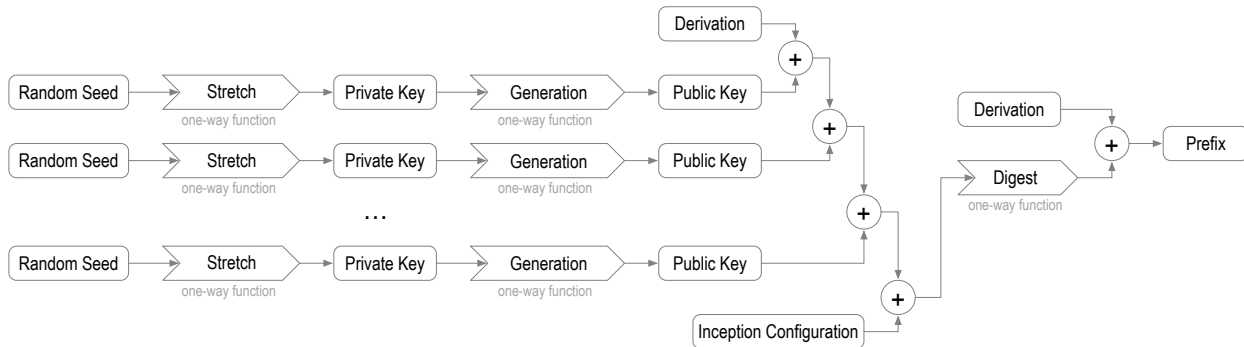 Derivation
+
Random Seed
Stretch
one-way function
Private Key
Generation
one-way function
Public Key
+
Random Seed
Stretch
one-way function
Private Key
Generation
one-way function
Public Key
...
+
Random Seed
Stretch
one-way function
Private Key
Generation
one-way function
Public Key
+
Inception Configuration
Derivation
+
Prefix
Digest
one-way function